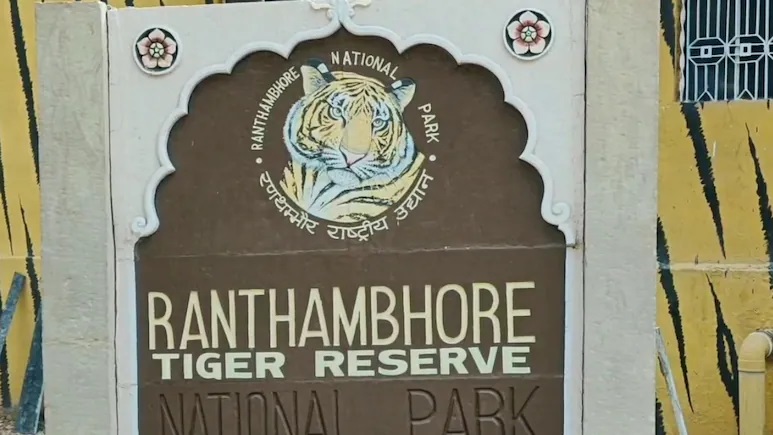 RANTHAMBHORE NATIONAL PARK
रणथम्भौर राष्ट्रीय उद्यान
RANTHAMBHORE
TIGER RESERVE
NATIONAL PARK